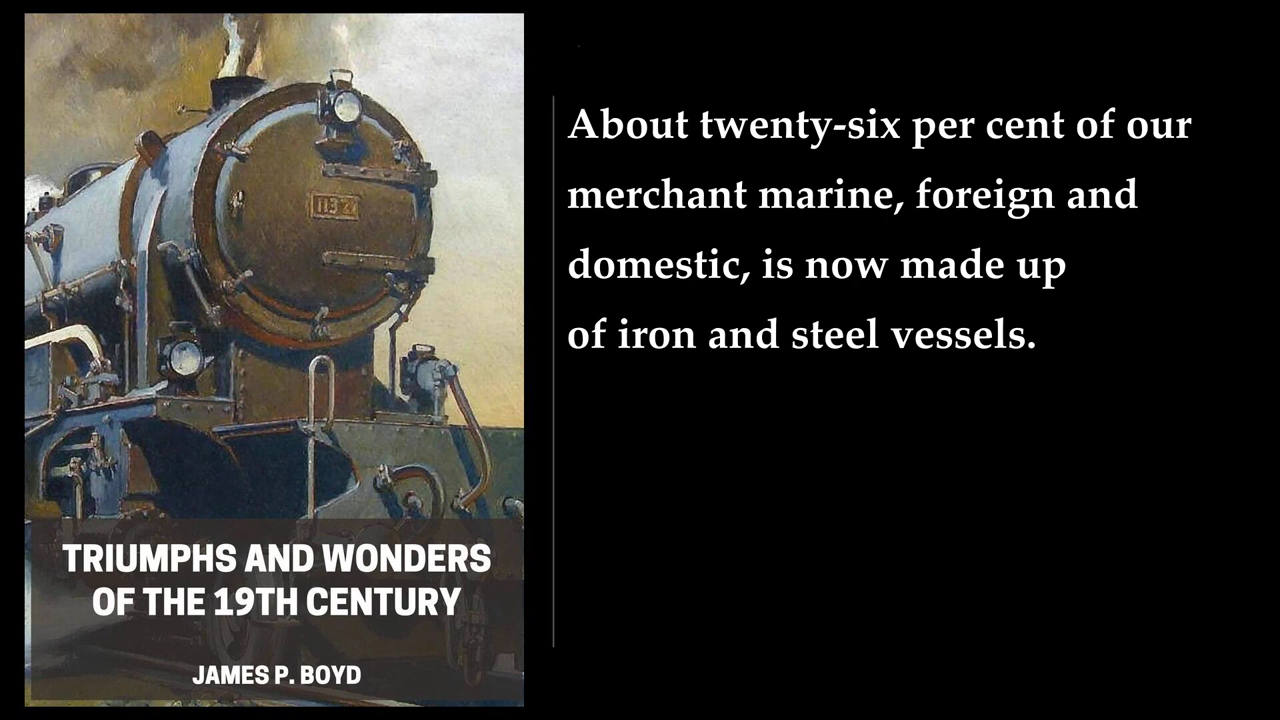 About twenty-six per cent of our
merchant marine, foreign and
domestic, is now made up
of iron and steel vessels.
TRIUMPHS AND WONDERS
OF THE 19TH CENTURY
JAMES P. BOYD